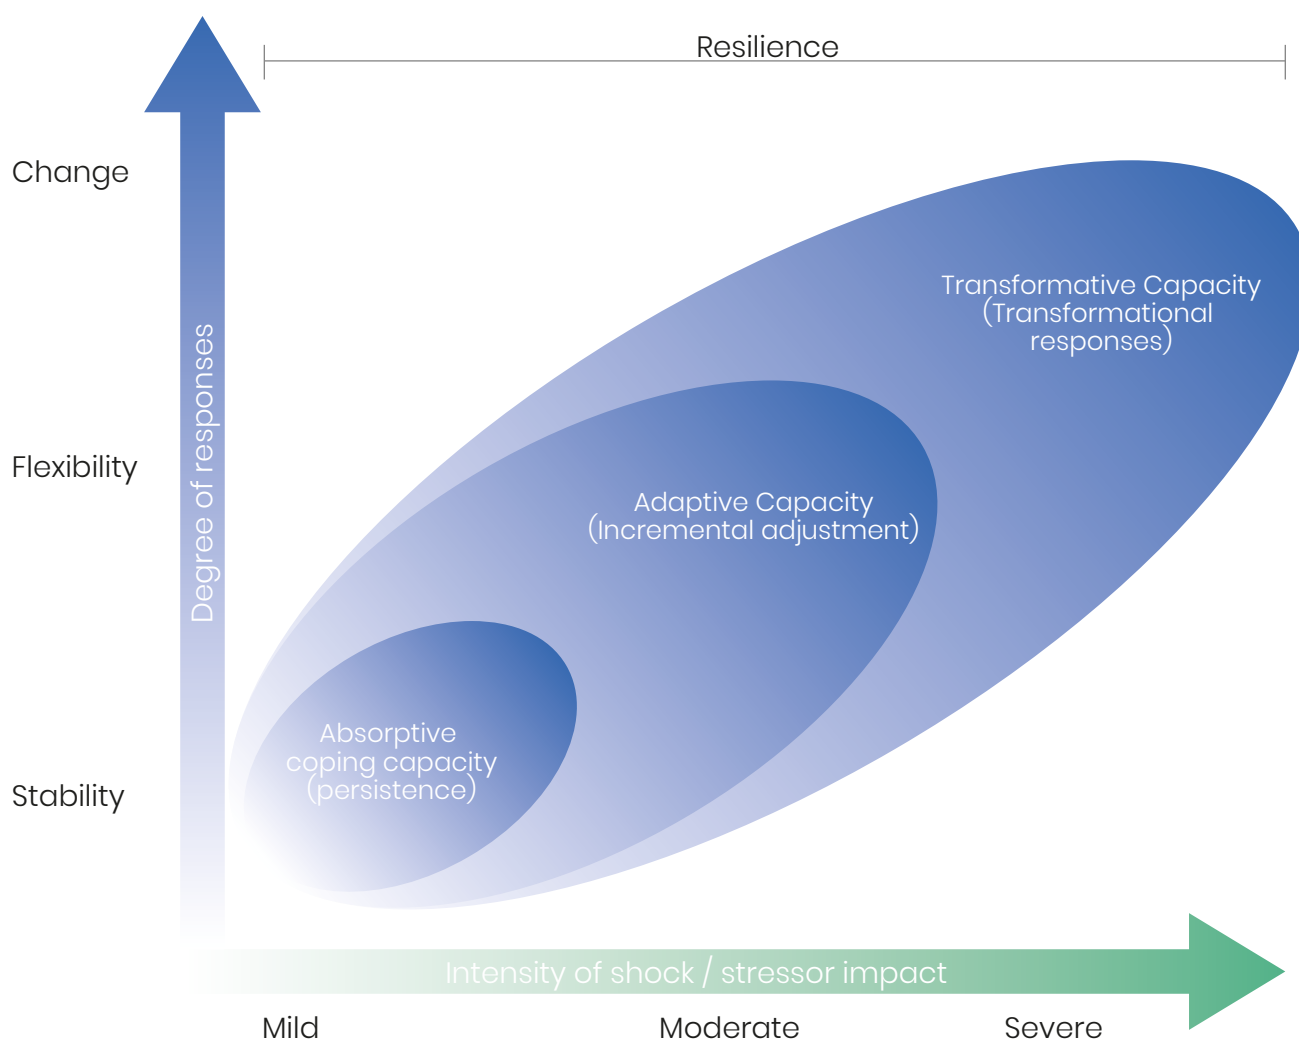 Resilience
Change
Transformative Capacity
(Transformational
responses)
Degree of responses
Flexibility
Adaptive Capacity
(Incremental adjustment)
Absorptive
coping capacity
(persistence)
Stability
Intensity of shock / stressor impact
Mild
Moderate
Severe